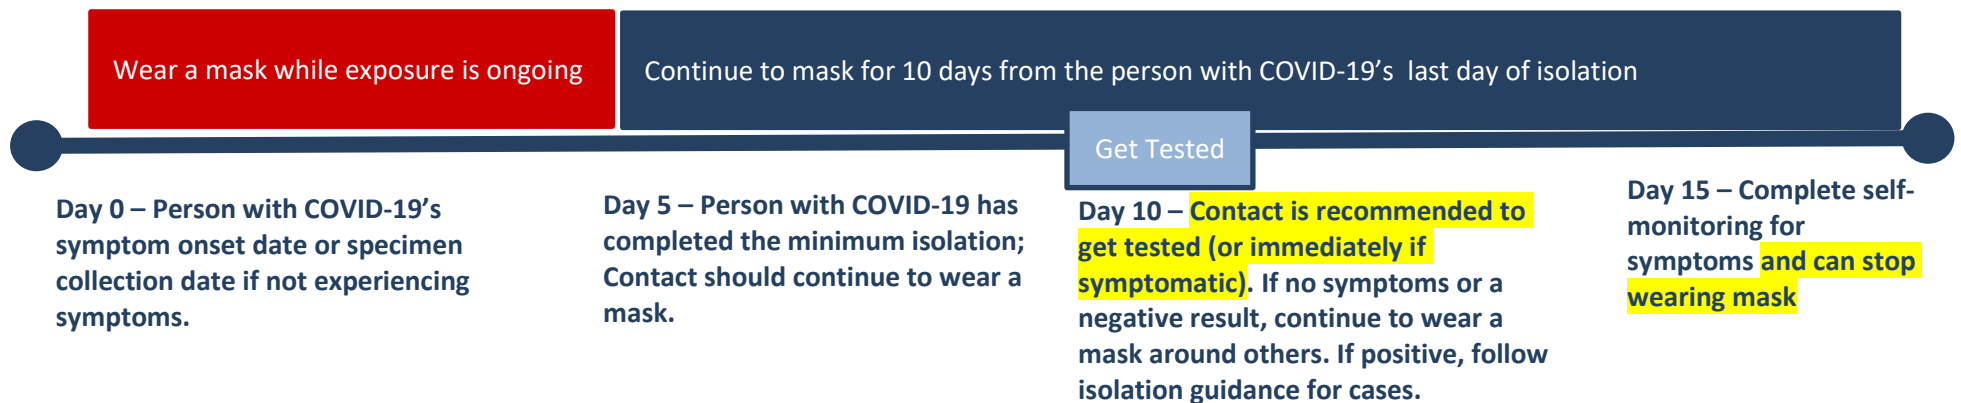 Wear a mask while exposure is ongoing
Continue to mask for 10 days from the person with COVID-19’s  last day of isolation
Get Tested
Day 0 – Person with COVID-19’s
symptom onset date or specimen
collection date if not experiencing
symptoms.
Day 5 – Person with COVID-19 has
completed the minimum isolation;
Contact should continue to wear a
mask.
Day 10 – Contact is recommended to
get tested (or immediately if
symptomatic). If no symptoms or a
negative result, continue to wear a
mask around others. If positive, follow
isolation guidance for cases.
Day 15 – Complete self-
monitoring for
symptoms and can stop
wearing mask